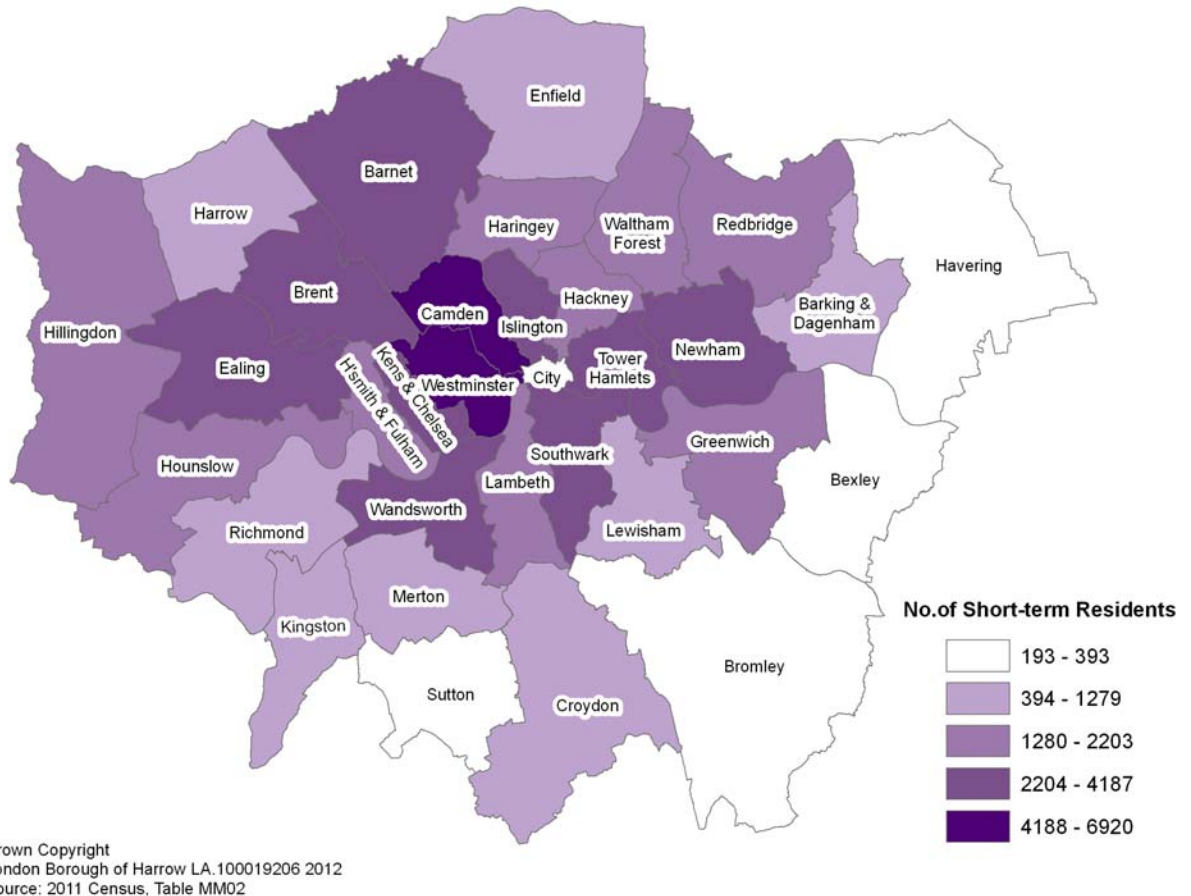 Enfield
Barnet
Harrow
Haringey
Waltham
Forest
Redbridge
Havering
Brent
Camden
Hackney
Islington
Barking &
Dagenham
Hillingdon
Ealing
Kens & Chelsea
H'smith & Fulham
Westminster
City
Tower
Hamlets
Newham
Hounslow
Greenwich
Southwark
Lambeth
Bexley
Wandsworth
Richmond
Lewisham
Merton
Kingston
Sutton
Croydon
Bromley
No.of Short-term Residents
193 - 393
394 - 1279
1280 - 2203
2204 - 4187
4188 - 6920
rown Copyright
ondon Borough of Harrow LA.100019206 2012
ource: 2011 Census, Table MM02